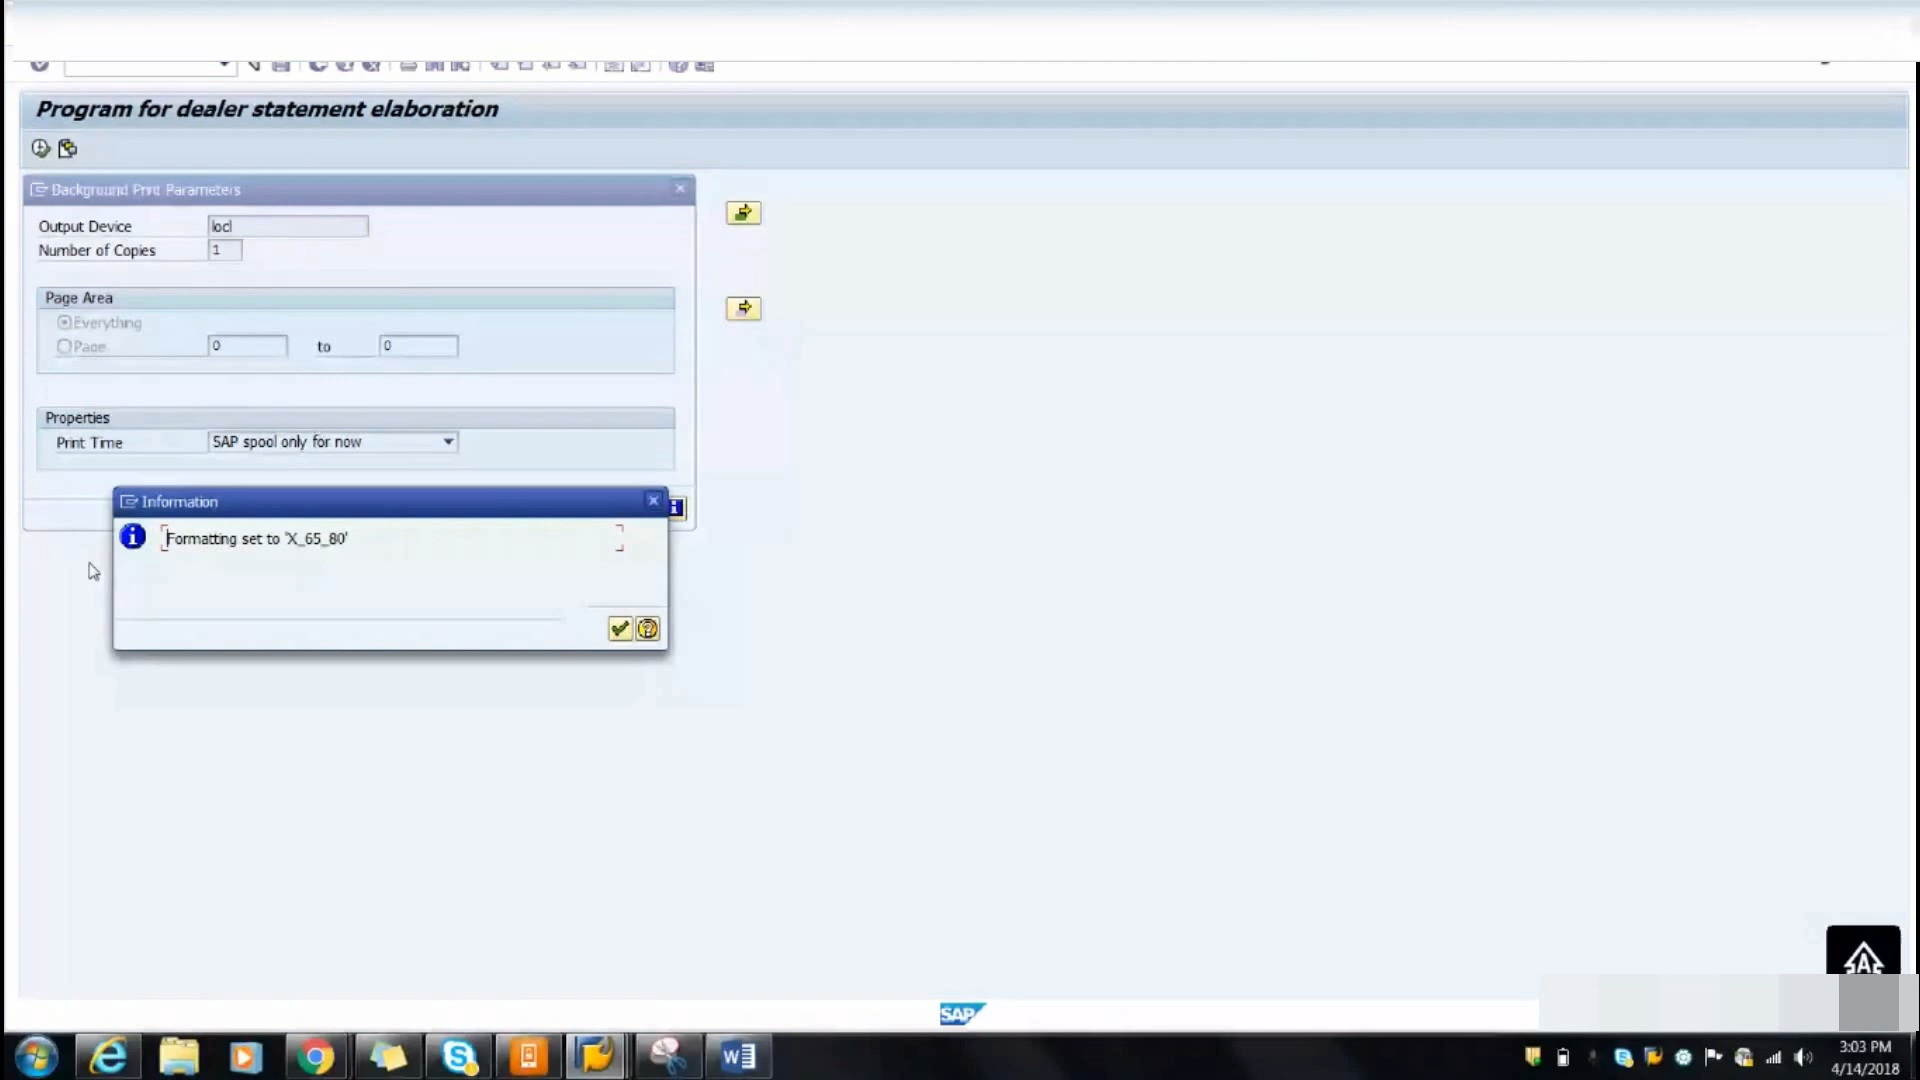 Program for dealer statement elaboration
Background Print Parameters
Output Device locl
Number of Copies 1
Page Area
Everything
Page 0 to 0
Properties
Print Time SAP spool only for now
Information
Formatting set to 'X_65_80'
SAP
3:03 PM
4/14/2018